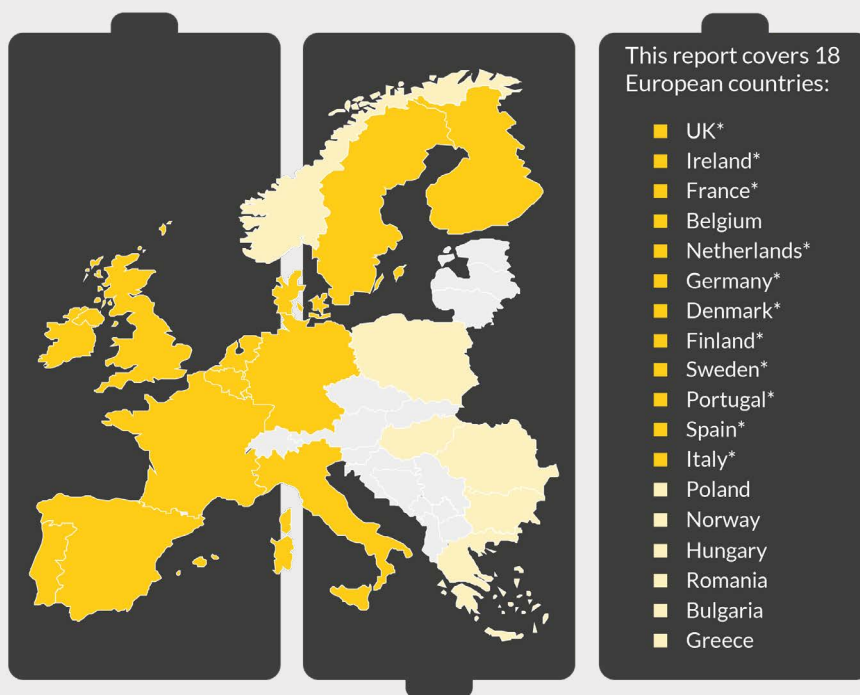 This report covers 18
European countries:
UK*
Ireland*
France*
Belgium
Netherlands*
Germany*
Denmark*
Finland*
Sweden*
Portugal*
Spain*
Italy*
Poland
Norway
Hungary
Romania
Bulgaria
Greece